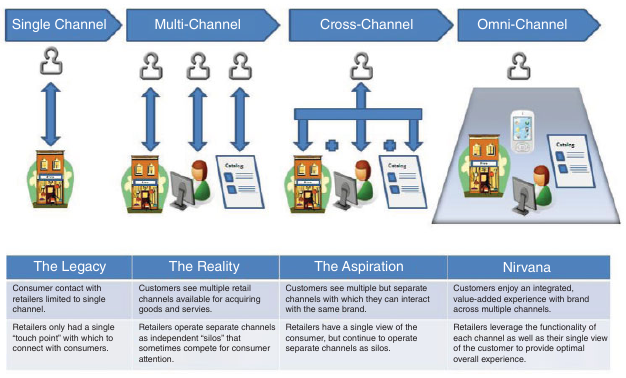 Single Channel
Multi-Channel
Cross-Channel
Omni-Channel
Catalog
Catalog
Catalog
The Legacy
The Reality
The Aspiration
Nirvana
Consumer contact with
retailers limited to single
channel.
Customers see multiple retail
channels available for acquiring
goods and servies.
Customers see multiple but separate
channels with which they can interact
with the same brand.
Customers enjoy an integrated,
value-added experience with brand
across multiple channels.
Retailers only had a single
“touch point” with which to
connect with consumers.
Retailers operate separate channels
as independent “silos” that
sometimes compete for consumer
attention.
Retailers have a single view of the
consumer, but continue to operate
separate channels as silos.
Retailers leverage the functionality of
each channel as well as their single view
of the customer to provide optimal
overall experience.